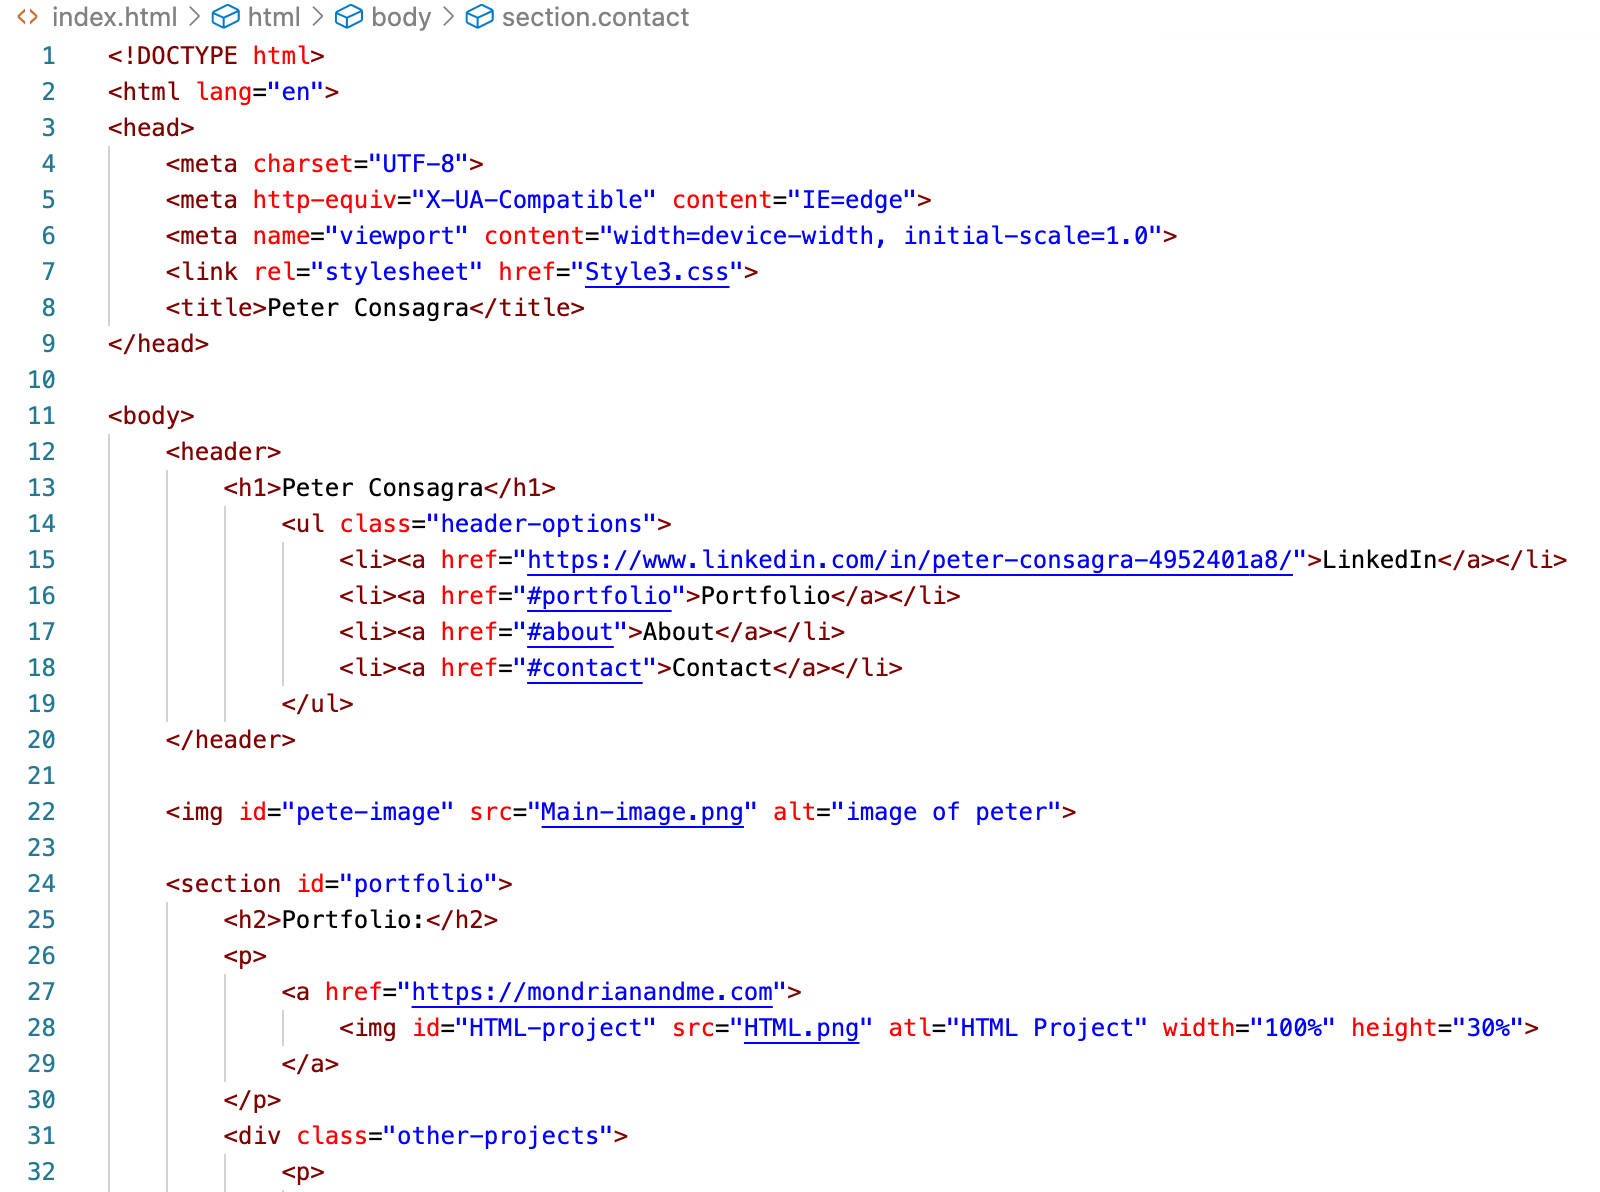 index.html > html > body > section.contact
1 <!DOCTYPE html>
2 <html lang="en">
3 <head>
4     <meta charset="UTF-8">
5     <meta http-equiv="X-UA-Compatible" content="IE=edge">
6     <meta name="viewport" content="width=device-width, initial-scale=1.0">
7     <link rel="stylesheet" href="Style3.css">
8     <title>Peter Consagra</title>
9 </head>
10
11 <body>
12     <header>
13         <h1>Peter Consagra</h1>
14             <ul class="header-options">
15                 <li><a href="https://www.linkedin.com/in/peter-consagra-4952401a8/">LinkedIn</a></li>
16                 <li><a href="#portfolio">Portfolio</a></li>
17                 <li><a href="#about">About</a></li>
18                 <li><a href="#contact">Contact</a></li>
19             </ul>
20     </header>
21
22     <img id="pete-image" src="Main-image.png" alt="image of peter">
23
24     <section id="portfolio">
25         <h2>Portfolio:</h2>
26         <p>
27             <a href="https://mondrianandme.com">
28                 <img id="HTML-project" src="HTML.png" atl="HTML Project" width="100%" height="30%">
29             </a>
30         </p>
31         <div class="other-projects">
32             <p>